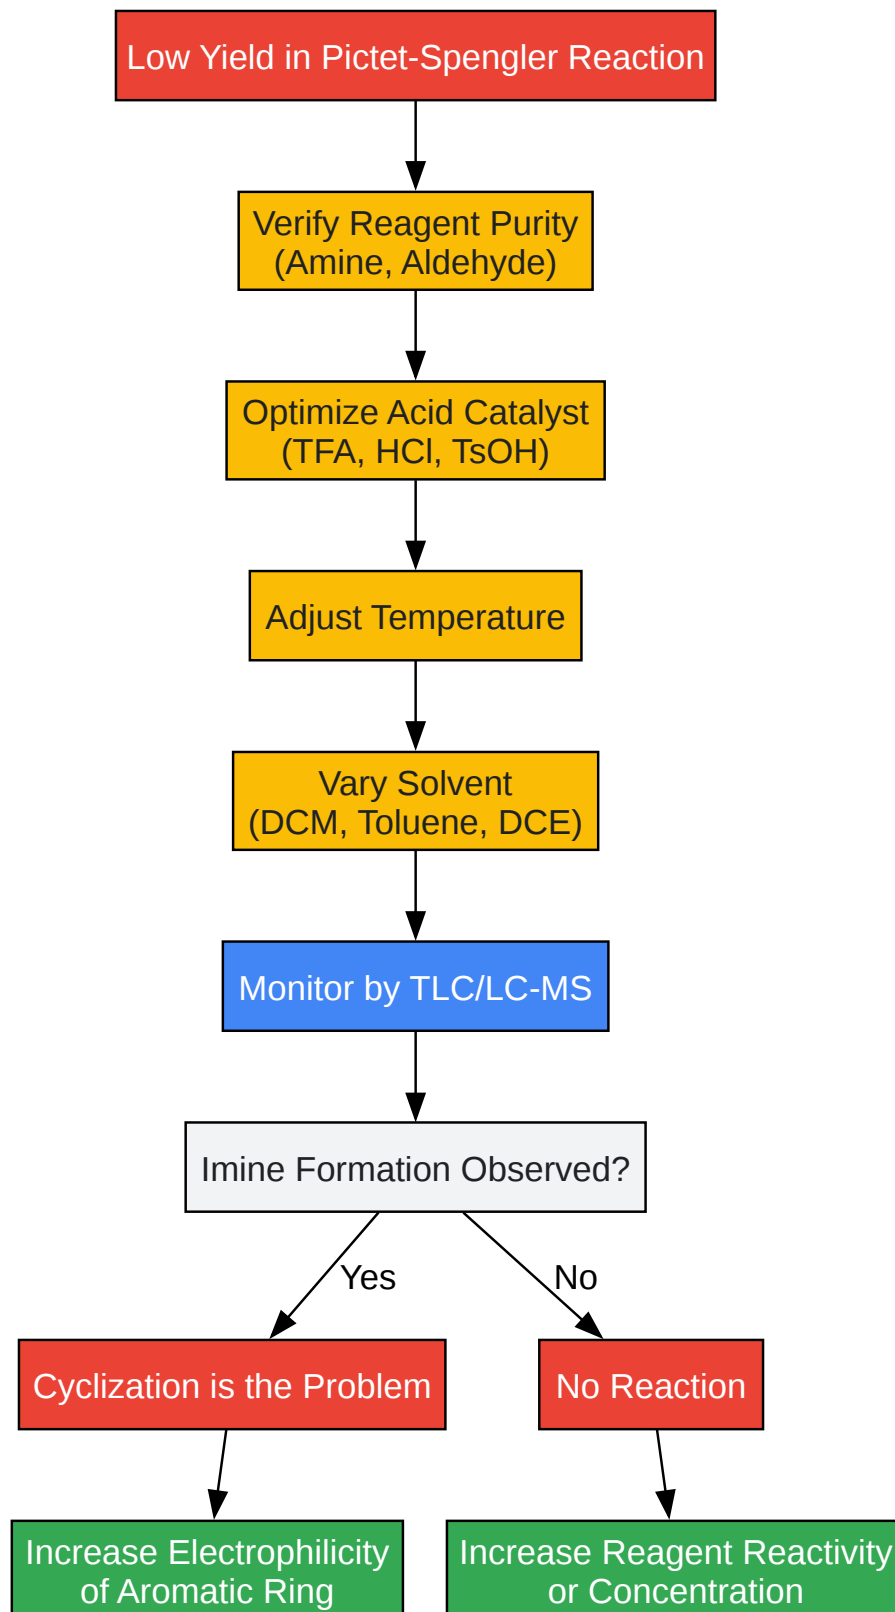 Low Yield in Pictet-Spengler Reaction
Verify Reagent Purity
(Amine, Aldehyde)
Optimize Acid Catalyst
(TFA, HCl, TsOH)
Adjust Temperature
Vary Solvent
(DCM, Toluene, DCE)
Monitor by TLC/LC-MS
Imine Formation Observed?
Yes
No
Cyclization is the Problem
No Reaction
Increase Electrophilicity
of Aromatic Ring
Increase Reagent Reactivity
or Concentration